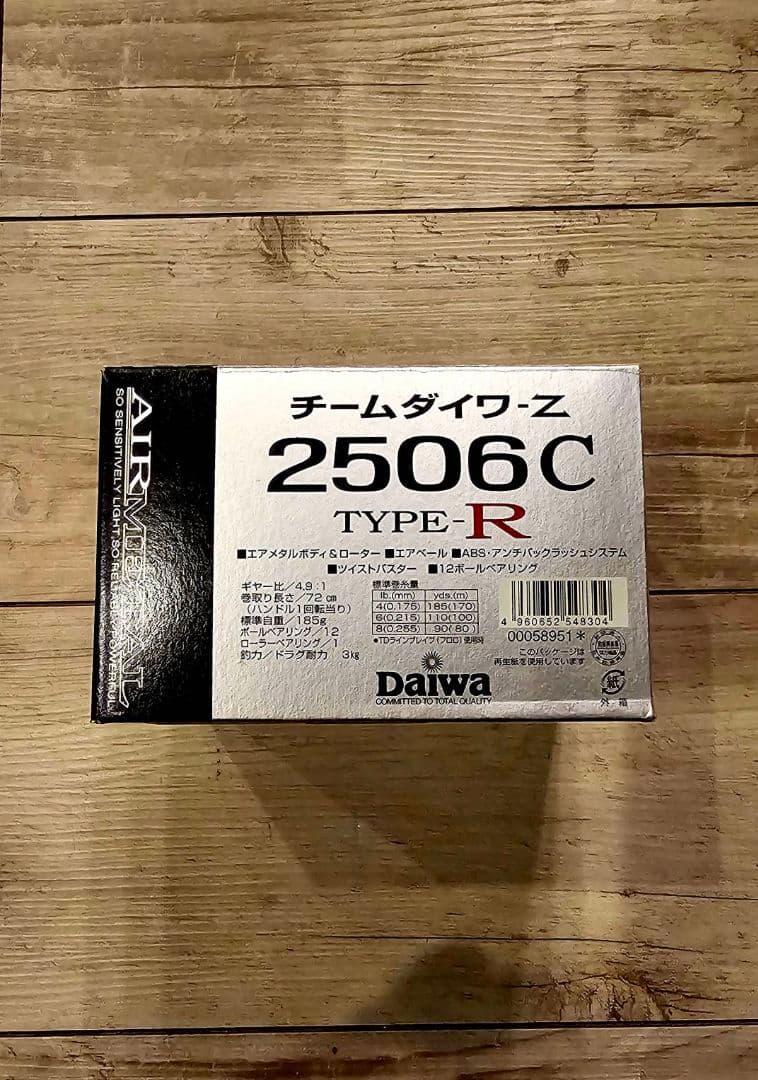 AIRMETAL
SO SENSITIVELY LIGHT, SO RELI
WERFUL!
チームダイワ-Z
2506C
TYPE-R
■エアメタルボディ&ローター ■エアベール ■ABS・アンチバックラッシュシステム
■ツイストバスター ■12ボールベアリング
ギヤー比/4.9:1
巻取り長さ/72㎝
(ハンドル1回転当り)
標準自重/185g
ボールベアリング/12
ローラーベアリング/1
釣力/ドラグ耐力 3㎏
標準巻糸量
lb.(mm) yds.(m)
4(0.175) 185(170)
6(0.215) 110(100)
8(0.255) 90(80)
*TDラインブレイヴ(フロロ)使用時
4 960652 548304
00058951*
このパッケージは
再生紙を使用しています
紙
外箱
Daiwa
COMMITTED TO TOTAL QUALITY